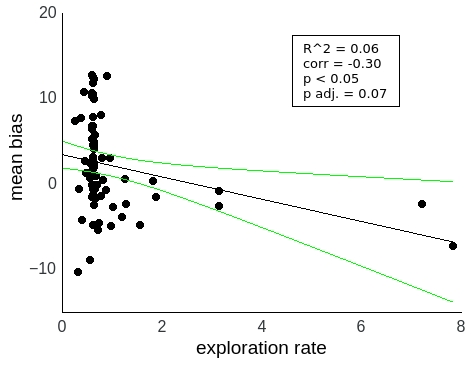 20
10
0
−10
mean bias
R^2 = 0.06
corr = -0.30
p < 0.05
p adj. = 0.07
0 2 4 6 8
exploration rate